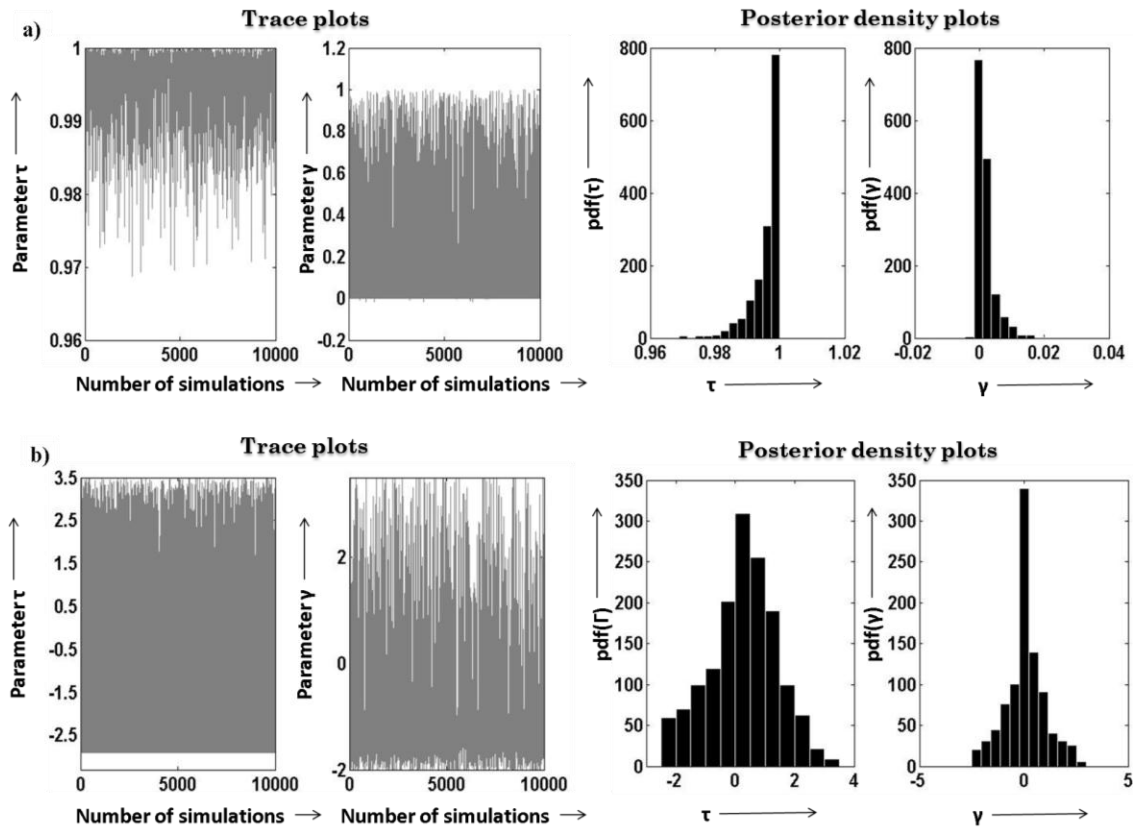 a)
Trace plots
Posterior density plots
1
0.99
0.98
0.97
0.96
Parameter τ
0 5000 10000
Number of simulations
1.2
1
0.8
0.6
0.4
0.2
0
-0.2
Parameter γ
0 5000 10000
Number of simulations
800
600
400
200
0
pdf(τ)
0.96 0.98 1 1.02
τ
800
600
400
200
0
pdf(γ)
-0.02 0 0.02 0.04
γ
b)
Trace plots
Posterior density plots
3.5
2.5
1.5
0.5
-0.5
-1.5
-2.5
Parameter τ
0 5000 10000
Number of simulations
2
0
-2
Parameter γ
0 5000 10000
Number of simulations
350
300
250
200
150
100
50
0
pdf(Γ)
-2 0 2 4
τ
350
300
250
200
150
100
50
0
pdf(γ)
-5 0 5
γ